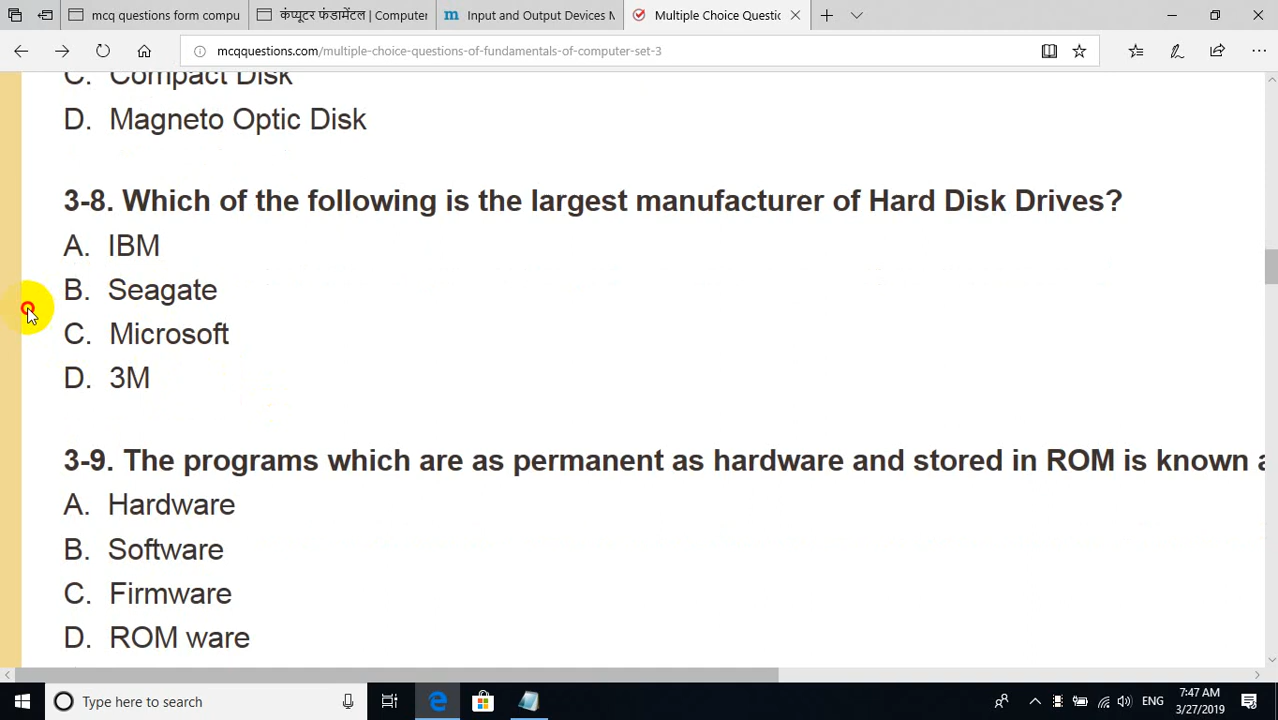 mcq questions form compu
कंप्यूटर फंडामेंटल | Computer
Input and Output Devices M
Multiple Choice Questic
mcqquestions.com/multiple-choice-questions-of-fundamentals-of-computer-set-3
C. Compact Disk
D. Magneto Optic Disk
3-8. Which of the following is the largest manufacturer of Hard Disk Drives?
A. IBM
B. Seagate
C. Microsoft
D. 3M
3-9. The programs which are as permanent as hardware and stored in ROM is known a
A. Hardware
B. Software
C. Firmware
D. ROM ware
Type here to search
ENG
7:47 AM
3/27/2019